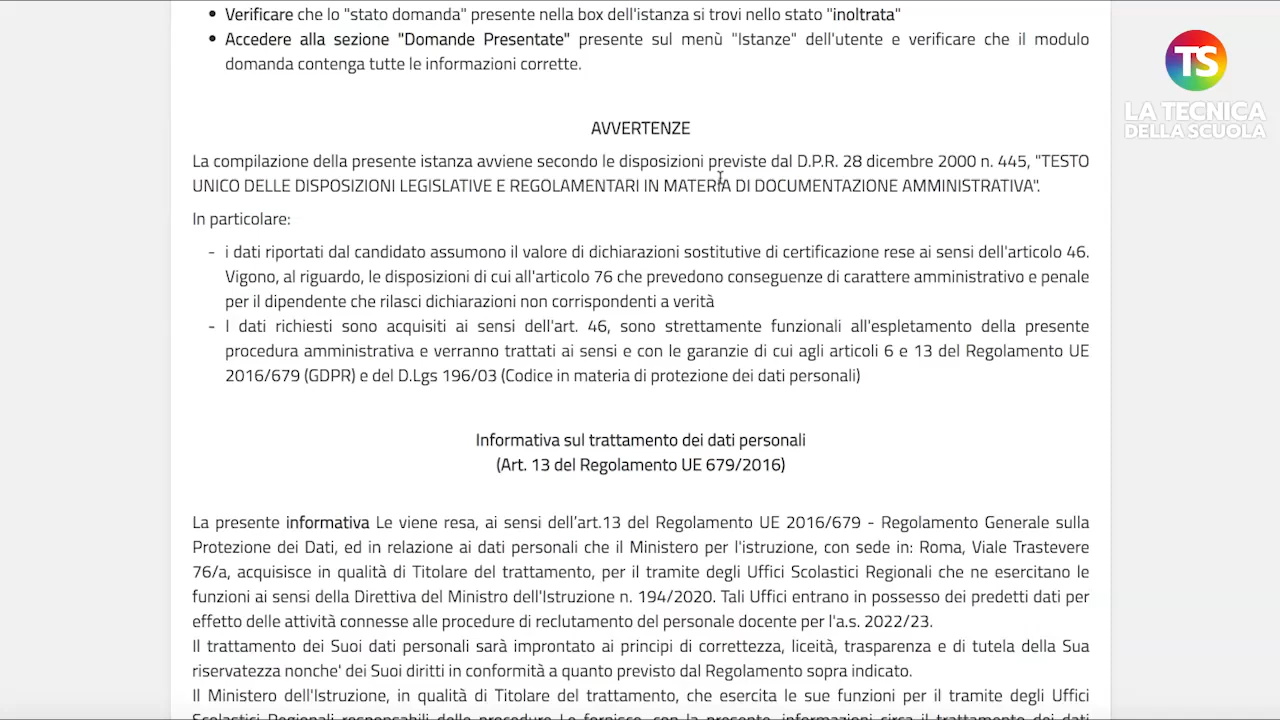 Verificare che lo "stato domanda" presente nella box dell'istanza si trovi nello stato "inoltrata"
Accedere alla sezione "Domande Presentate" presente sul menù "Istanze" dell'utente e verificare che il modulo
domanda contenga tutte le informazioni corrette.
TS
LA TECNICA
DELLA SCUOLA
AVVERTENZE
La compilazione della presente istanza avviene secondo le disposizioni previste dal D.P.R. 28 dicembre 2000 n. 445, "TESTO
UNICO DELLE DISPOSIZIONI LEGISLATIVE E REGOLAMENTARI IN MATERIA DI DOCUMENTAZIONE AMMINISTRATIVA".
In particolare:
- i dati riportati dal candidato assumono il valore di dichiarazioni sostitutive di certificazione rese ai sensi dell'articolo 46.
Vigono, al riguardo, le disposizioni di cui all'articolo 76 che prevedono conseguenze di carattere amministrativo e penale
per il dipendente che rilasci dichiarazioni non corrispondenti a verità
- I dati richiesti sono acquisiti ai sensi dell'art. 46, sono strettamente funzionali all'espletamento della presente
procedura amministrativa e verranno trattati ai sensi e con le garanzie di cui agli articoli 6 e 13 del Regolamento UE
2016/679 (GDPR) e del D.Lgs 196/03 (Codice in materia di protezione dei dati personali)
Informativa sul trattamento dei dati personali
(Art. 13 del Regolamento UE 679/2016)
La presente informativa Le viene resa, ai sensi dell'art.13 del Regolamento UE 2016/679 - Regolamento Generale sulla
Protezione dei Dati, ed in relazione ai dati personali che il Ministero per l'istruzione, con sede in: Roma, Viale Trastevere
76/a, acquisisce in qualità di Titolare del trattamento, per il tramite degli Uffici Scolastici Regionali che ne esercitano le
funzioni ai sensi della Direttiva del Ministro dell'Istruzione n. 194/2020. Tali Uffici entrano in possesso dei predetti dati per
effetto delle attività connesse alle procedure di reclutamento del personale docente per l'a.s. 2022/23.
Il trattamento dei Suoi dati personali sarà improntato ai principi di correttezza, liceità, trasparenza e di tutela della Sua
riservatezza nonche' dei Suoi diritti in conformità a quanto previsto dal Regolamento sopra indicato.
Il Ministero dell'Istruzione, in qualità di Titolare del trattamento, che esercita le sue funzioni per il tramite degli Uffici
Scolastici Regionali responsabili delle procedure Le fornisce, con la presente, informazioni circa il trattamento dei dati